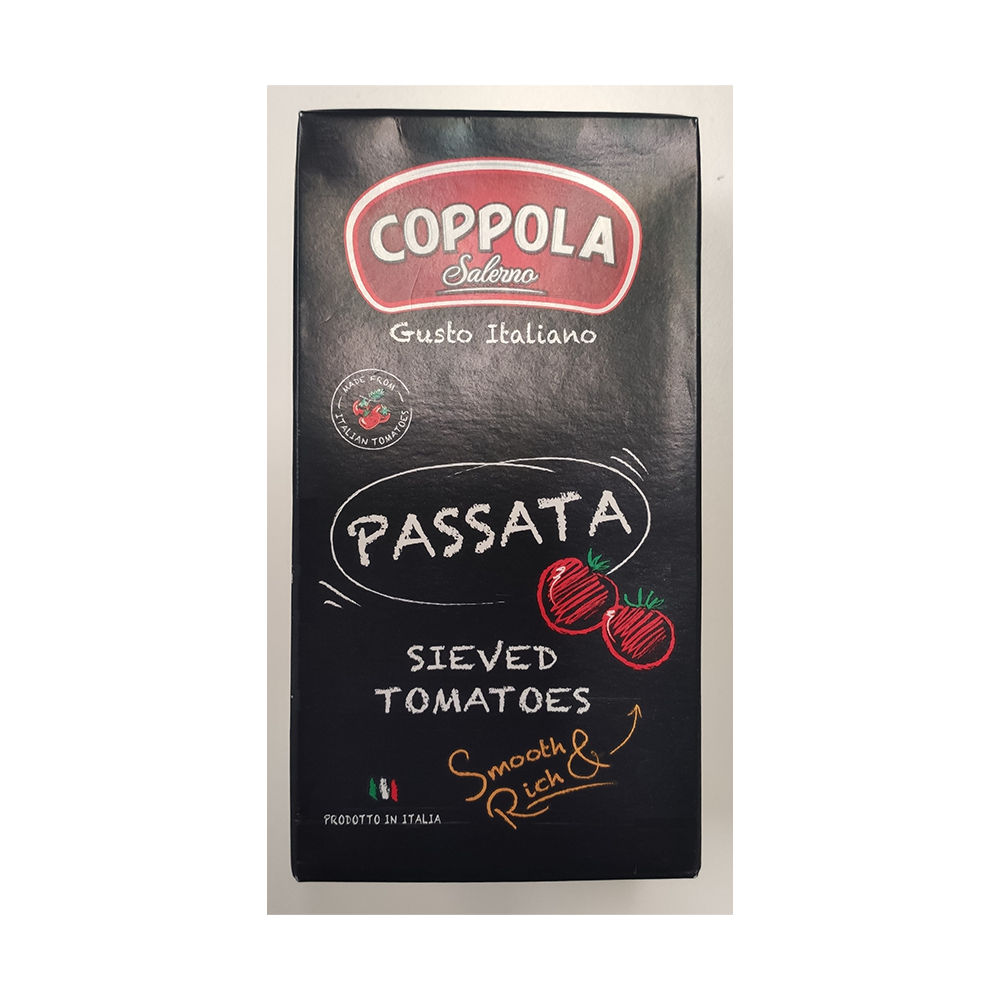 COPPOLA
Salerno
Gusto Italiano
MADE FROM
ITALIAN TOMATOES
PASSATA
SIEVED
TOMATOES
Smooth &
Rich
PRODOTTO IN ITALIA